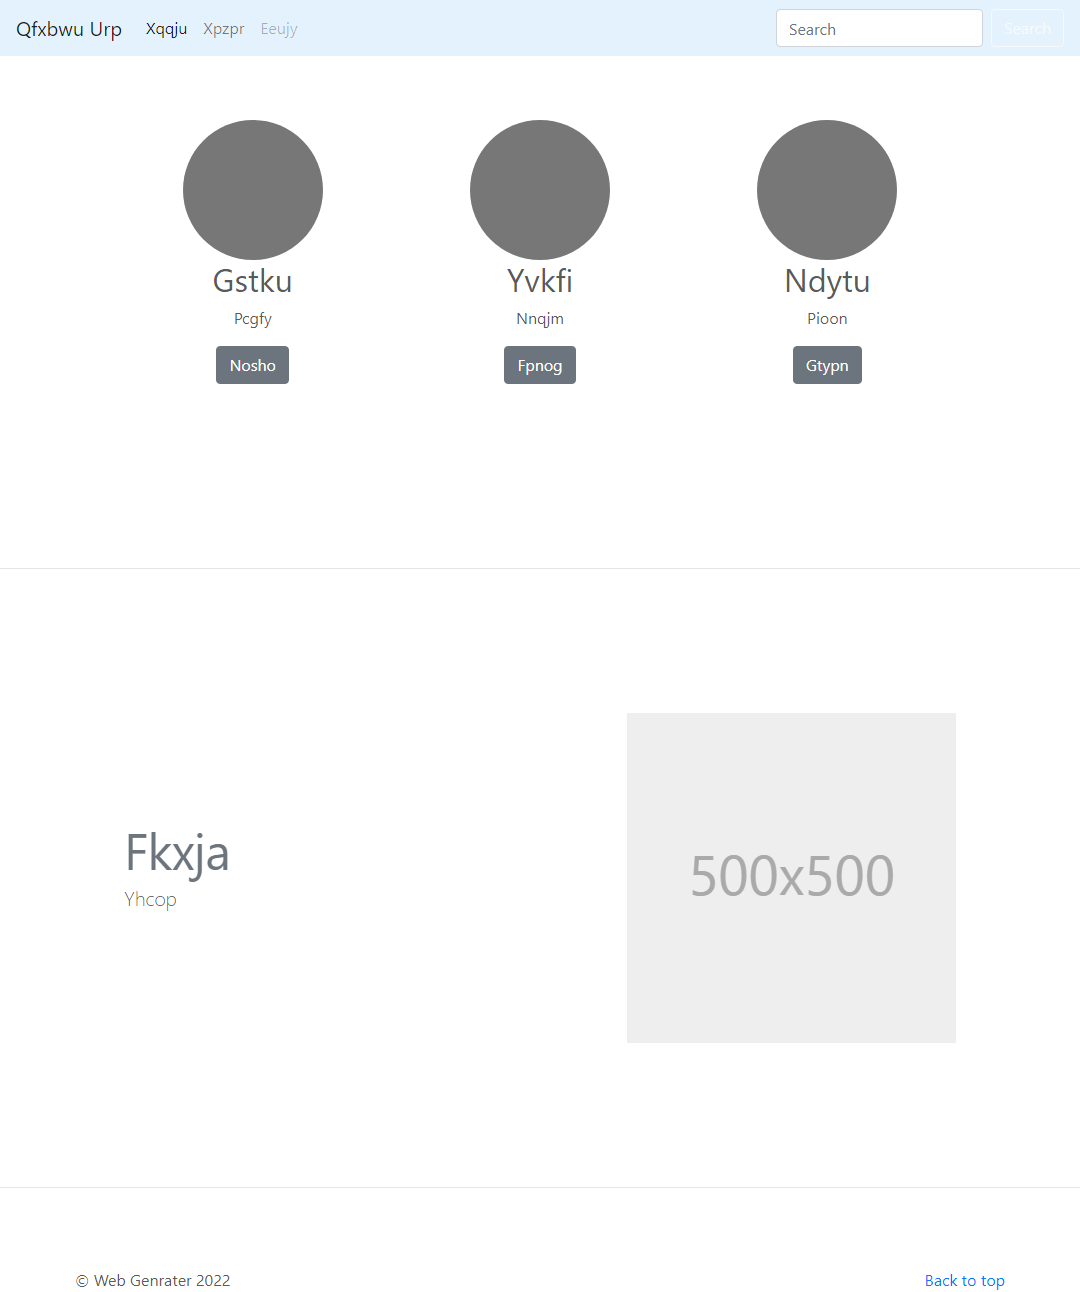 Qfxbwu Urp Xqqju Xpzpr Eeujy Search Search
Gstku Yvkfi Ndytu
Pcgfy Nnqjm Pioon
Nosho Fpnog Gtypn
Fkxja
Yhcop
500x500
© Web Genrater 2022 Back to top